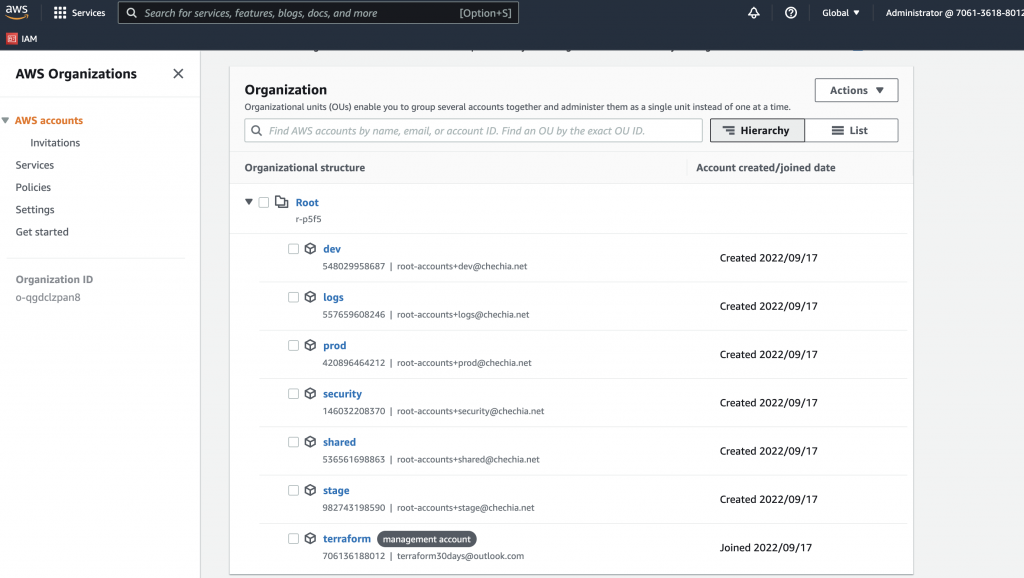 aws
Services
Search for services, features, blogs, docs, and more
[Option+S]
Global
Administrator @ 7061-3618-8012
IAM
AWS Organizations
AWS accounts
Invitations
Services
Policies
Settings
Get started
Organization ID
o-qgdclzpan8
Organization
Actions
Organizational units (OUs) enable you to group several accounts together and administer them as a single unit instead of one at a time.
Find AWS accounts by name, email, or account ID. Find an OU by the exact OU ID.
Hierarchy
List
Organizational structure
Account created/joined date
Root
r-p5f5
dev
548029958687 | root-accounts+dev@chechia.net
Created 2022/09/17
logs
557659608246 | root-accounts+logs@chechia.net
Created 2022/09/17
prod
420896464212 | root-accounts+prod@chechia.net
Created 2022/09/17
security
146032208370 | root-accounts+security@chechia.net
Created 2022/09/17
shared
536561698863 | root-accounts+shared@chechia.net
Created 2022/09/17
stage
982743198590 | root-accounts+stage@chechia.net
Created 2022/09/17
terraform management account
706136188012 | terraform30days@outlook.com
Joined 2022/09/17